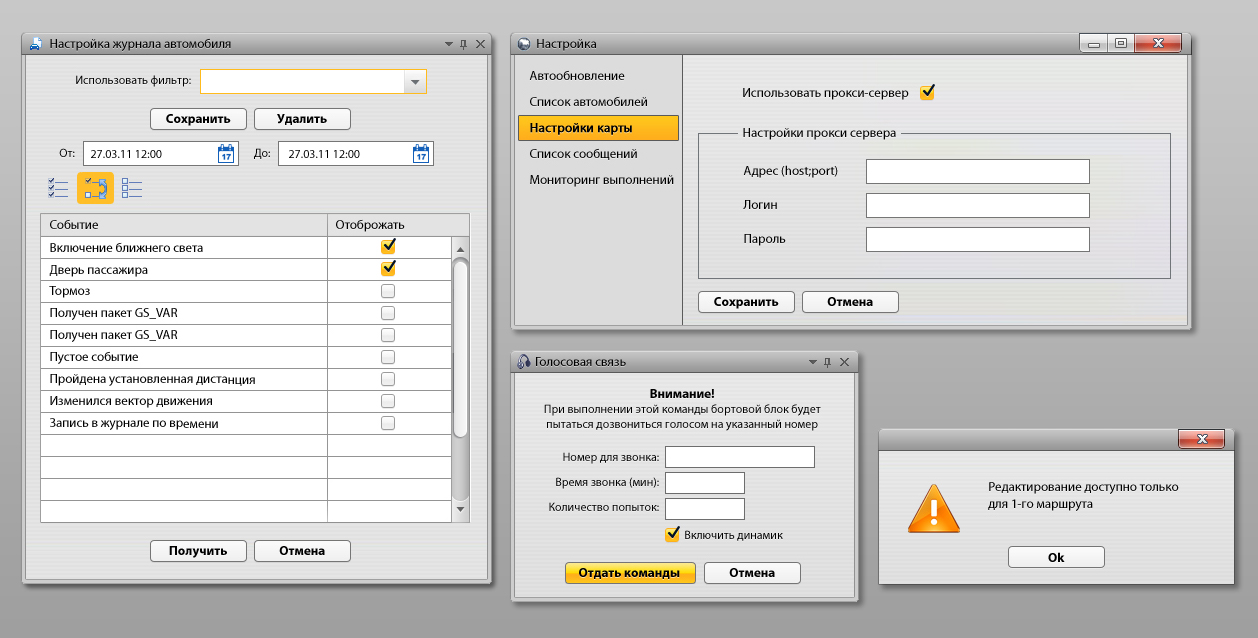 Настройка журнала автомобиля
Использовать фильтр:
Сохранить
Удалить
От:
27.03.11 12:00
17
До:
27.03.11 12:00
17
Событие
Отоброжать
Включение ближнего света
Дверь пассажира
Тормоз
Получен пакет GS_VAR
Получен пакет GS_VAR
Пустое событие
Пройдена установленная дистанция
Изменился вектор движения
Запись в журнале по времени
Получить
Отмена
Настройка
Автообновление
Список автомобилей
Настройки карты
Список сообщений
Мониторинг выполнений
Использовать прокси-сервер
Настройки прокси сервера
Адрес (host;port)
Логин
Пароль
Сохранить
Отмена
Голосовая связь
Внимание!
При выполнении этой команды бортовой блок будет
пытаться дозвониться голосом на указанный номер
Номер для звонка:
Время звонка (мин):
Количество попыток:
Включить динамик
Отдать команды
Отмена
Редактирование доступно только
для 1-го маршрута
Ok